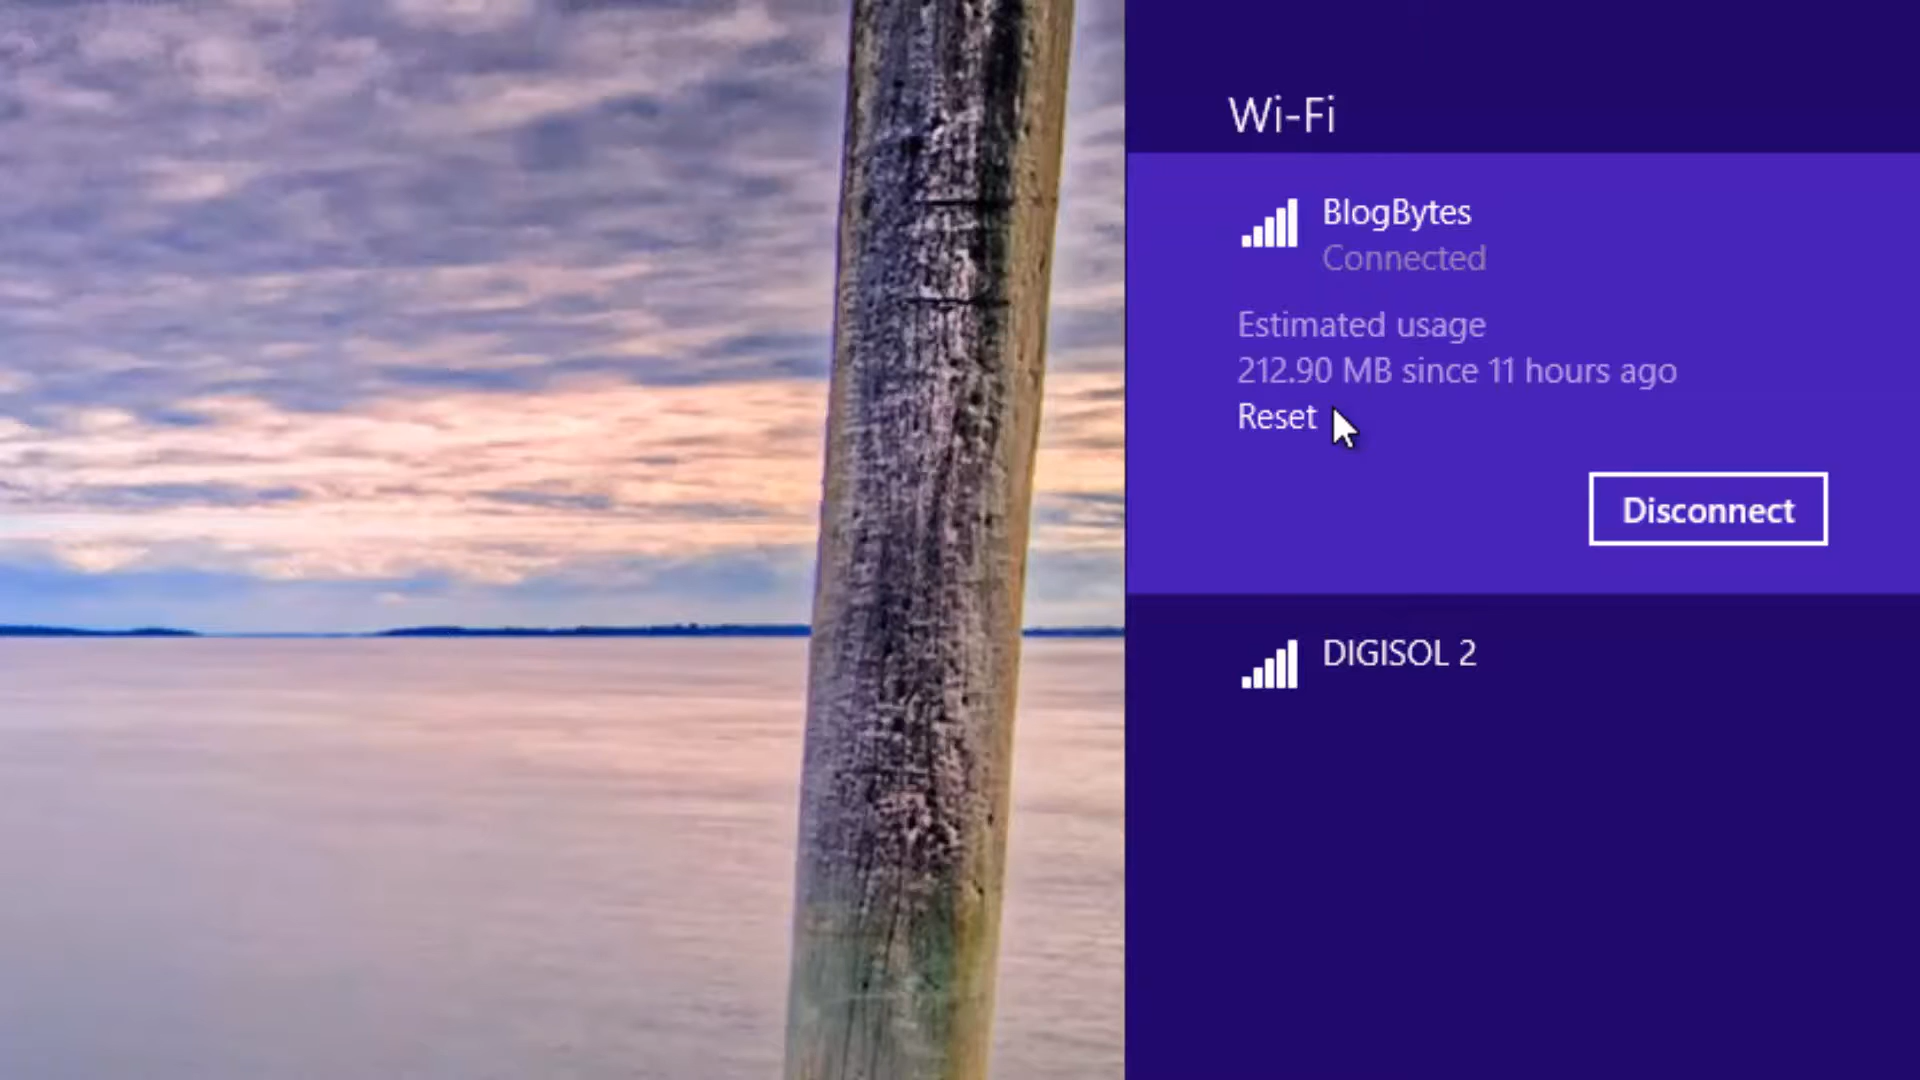 Wi-Fi
BlogBytes
Connected
Estimated usage
212.90 MB since 11 hours ago
Reset
Disconnect
DIGISOL 2